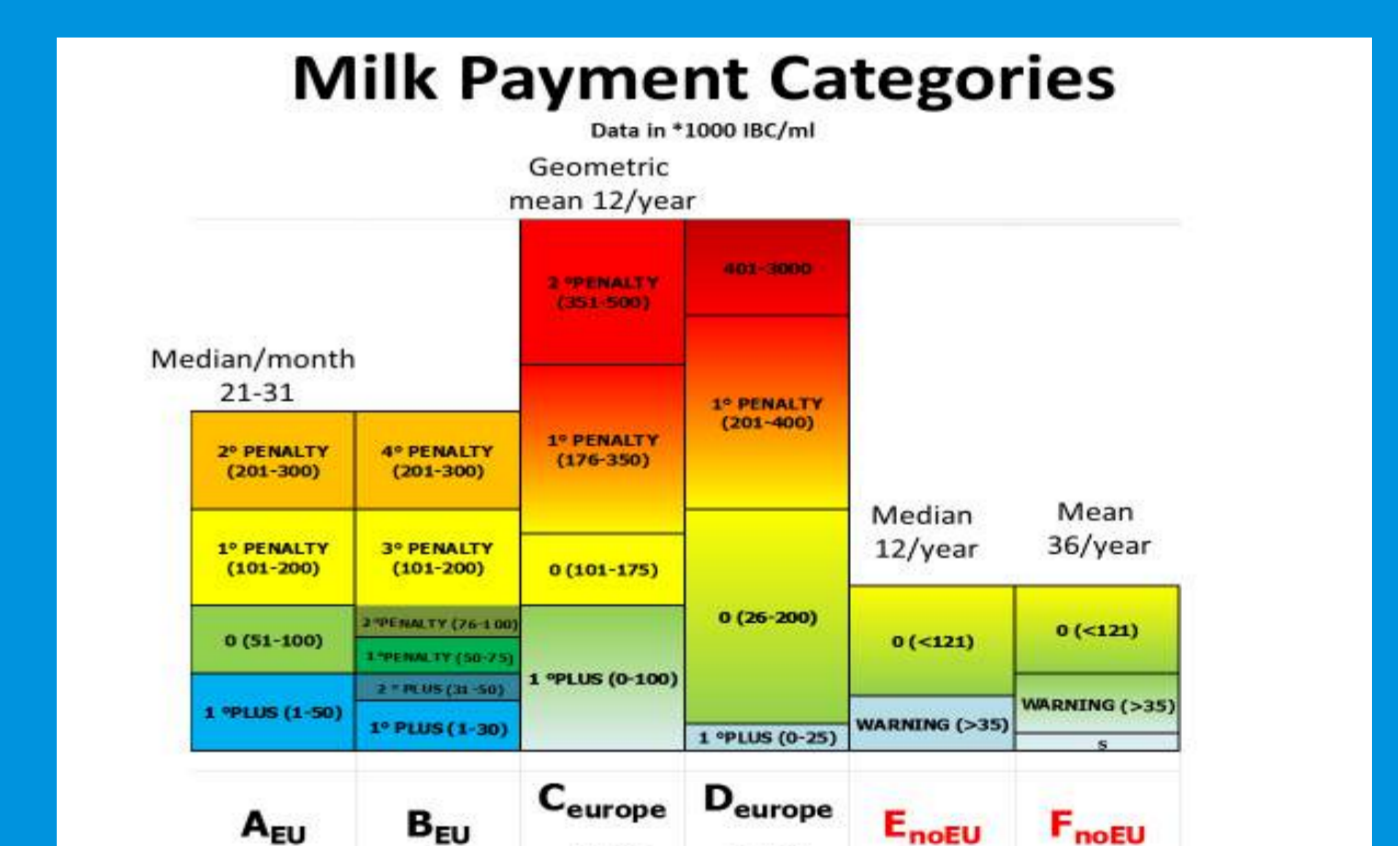 Milk Payment Categories
Data in *1000 IBC/ml
Geometric
mean 12/year
Median/month
21-31
Median
12/year
Mean
36/year
2° PENALTY
(201-300)
1° PENALTY
(101-200)
0 (51-100)
1 °PLUS (1-50)
4° PENALTY
(201-300)
3° PENALTY
(101-200)
2°PENALTY (76-100)
1 °PENALTY (50-75)
2 ° PLUS (31-50)
1° PLUS (1-30)
2 °PENALTY
(351-500)
1° PENALTY
(176-350)
0 (101-175)
1 °PLUS (0-100)
401-3000
1° PENALTY
(201-400)
0 (26-200)
1 °PLUS (0-25)
0 (<121)
WARNING (>35)
0 (<121)
WARNING (>35)
S
AEU
BEU
Ceurope
Deurope
EnoEU
FnoEU